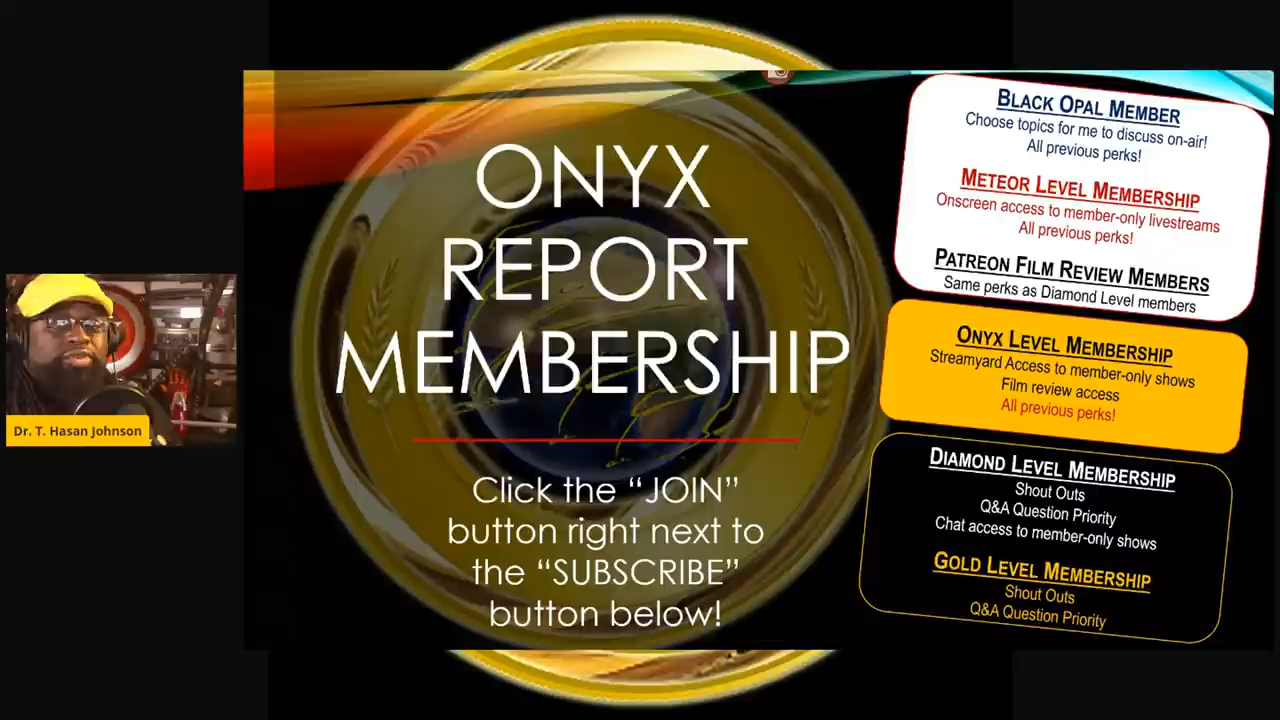 ONYX
REPORT
MEMBERSHIP
Click the “JOIN”
button right next to
the “SUBSCRIBE”
button below!
BLACK OPAL MEMBER
Choose topics for me to discuss on-air!
All previous perks!
METEOR LEVEL MEMBERSHIP
Onscreen access to member-only livestreams
All previous perks!
PATREON FILM REVIEW MEMBERS
Same perks as Diamond Level members
ONYX LEVEL MEMBERSHIP
Streamyard Access to member-only shows
Film review access
All previous perks!
DIAMOND LEVEL MEMBERSHIP
Shout Outs
Q&A Question Priority
Chat access to member-only shows
GOLD LEVEL MEMBERSHIP
Shout Outs
Q&A Question Priority
Dr. T. Hasan Johnson